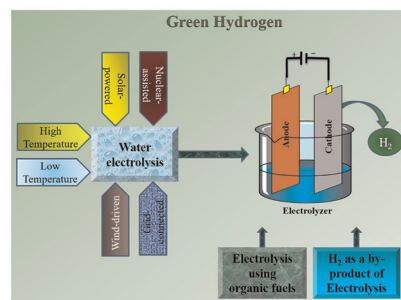 Green Hydrogen
Solar-
powered
Nuclear-
assisted
+
−
High
Temperature
Low
Temperature
Water
electrolysis
Anode
Cathode
H2
Wind-driven
Grid-
connected
Electrolyzer
Electrolysis
using
organic fuels
H2 as a by-
product of
Electrolysis